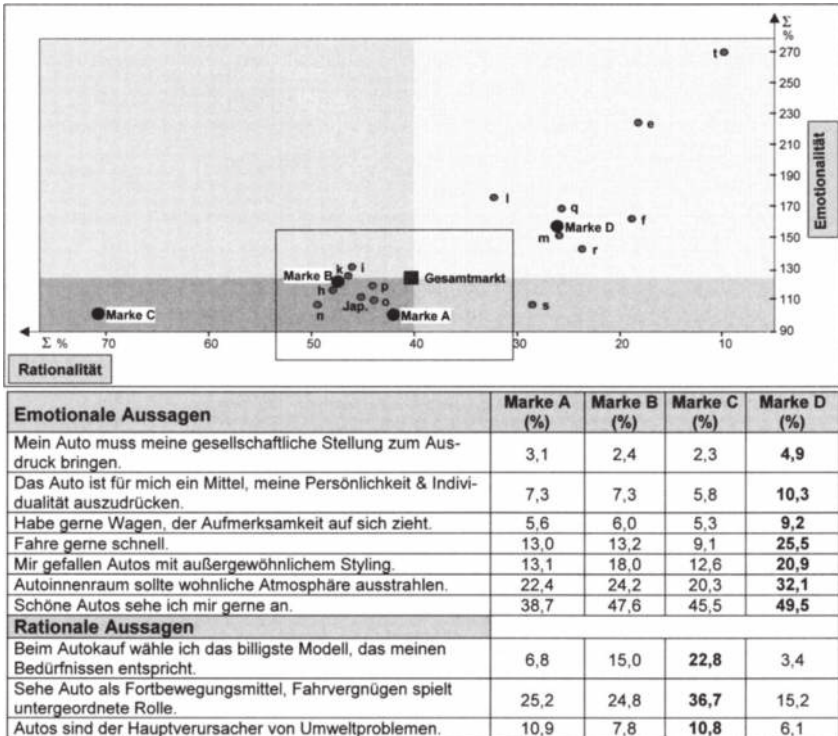 Σ
%
t
270
250
e
230
210
190
l
170
q
f
Marke D
150
m
r
Emotionalität
k
i
130
Marke B
Gesamtmarkt
h
p
Jap.
o
110
n
s
Marke C
Marke A
90
Σ %
70
60
50
40
30
20
10
Rationalität
Emotionale Aussagen
Marke A (%)
Marke B (%)
Marke C (%)
Marke D (%)
Mein Auto muss meine gesellschaftliche Stellung zum Aus-
druck bringen.
3,1
2,4
2,3
4,9
Das Auto ist für mich ein Mittel, meine Persönlichkeit & Indivi-
dualität auszudrücken.
7,3
7,3
5,8
10,3
Habe gerne Wagen, der Aufmerksamkeit auf sich zieht.
5,6
6,0
5,3
9,2
Fahre gerne schnell.
13,0
13,2
9,1
25,5
Mir gefallen Autos mit außergewöhnlichem Styling.
13,1
18,0
12,6
20,9
Autoinnenraum sollte wohnliche Atmosphäre ausstrahlen.
22,4
24,2
20,3
32,1
Schöne Autos sehe ich mir gerne an.
38,7
47,6
45,5
49,5
Rationale Aussagen
Beim Autokauf wähle ich das billigste Modell, das meinen
Bedürfnissen entspricht.
6,8
15,0
22,8
3,4
Sehe Auto als Fortbewegungsmittel, Fahrvergnügen spielt
untergeordnete Rolle.
25,2
24,8
36,7
15,2
Autos sind der Hauptverursacher von Umweltproblemen.
10,9
7,8
10,8
6,1